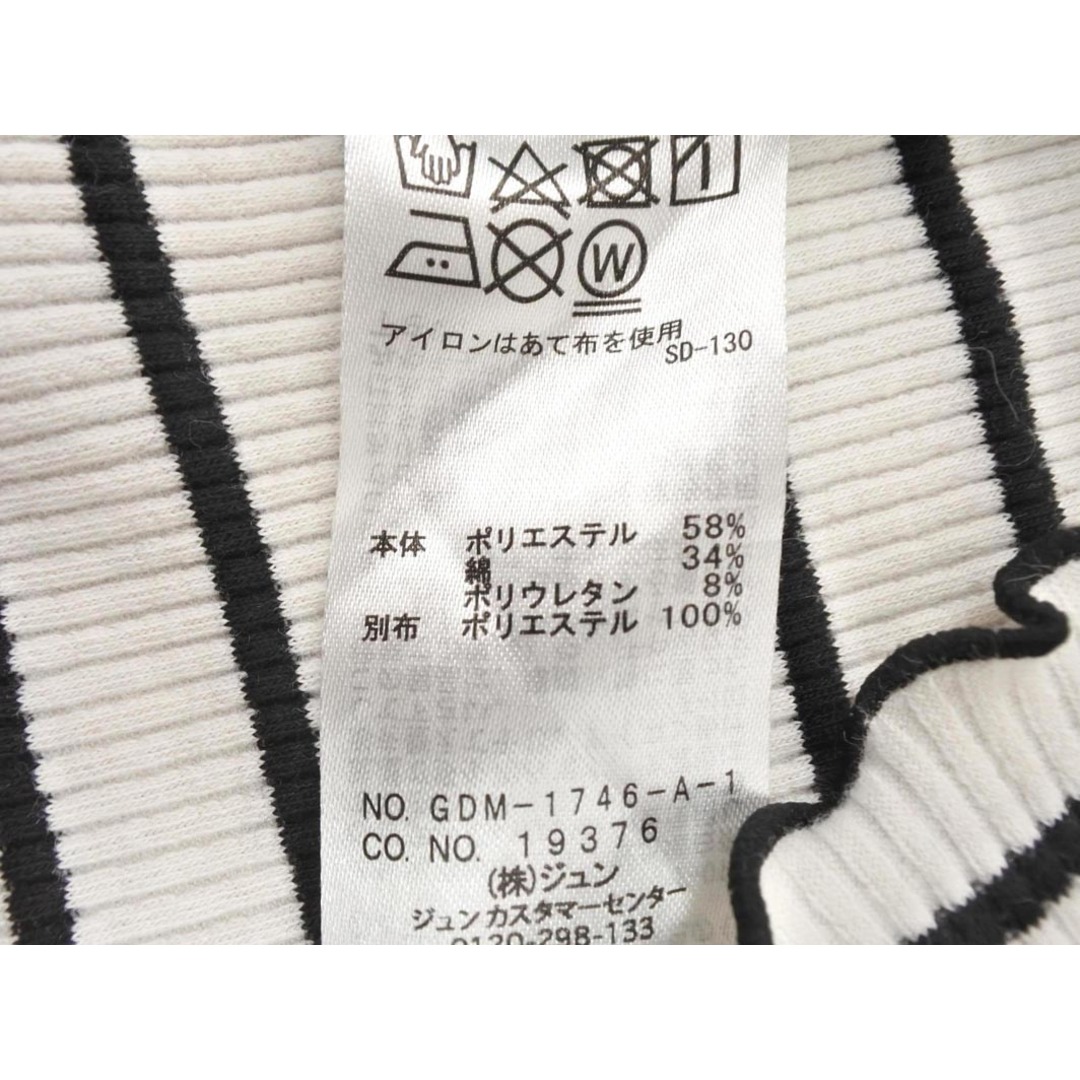 W
アイロンはあて布を使用
SD-130
本体 ポリエステル 58%
綿 34%
ポリウレタン 8%
別布 ポリエステル 100%
NO. GDM-1746-A-1
CO. NO. 19376
(株)ジュン
ジュンカスタマーセンター
0120-298-133